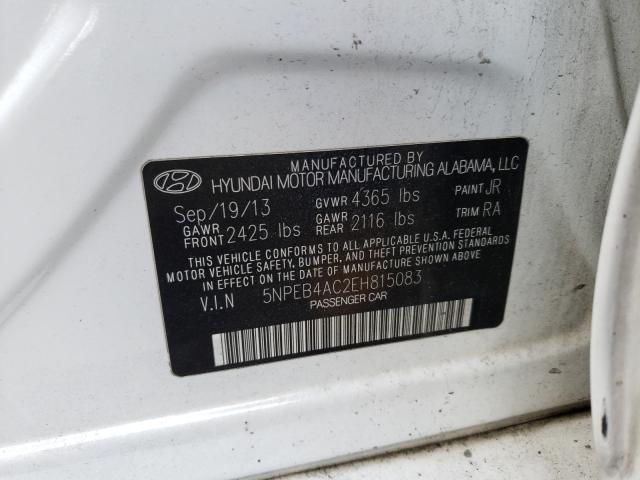 MANUFACTURED BY
HYUNDAI MOTOR MANUFACTURING ALABAMA, LLC
Sep/19/13 GVWR 4365 lbs PAINT JR
GAWR FRONT 2425 lbs GAWR REAR 2116 lbs TRIM RA
THIS VEHICLE CONFORMS TO ALL APPLICABLE U.S.A. FEDERAL
MOTOR VEHICLE SAFETY, BUMPER, AND THEFT PREVENTION STANDARDS
IN EFFECT ON THE DATE OF MANUFACTURE SHOWN ABOVE.
V.I.N 5NPEB4AC2EH815083
PASSENGER CAR